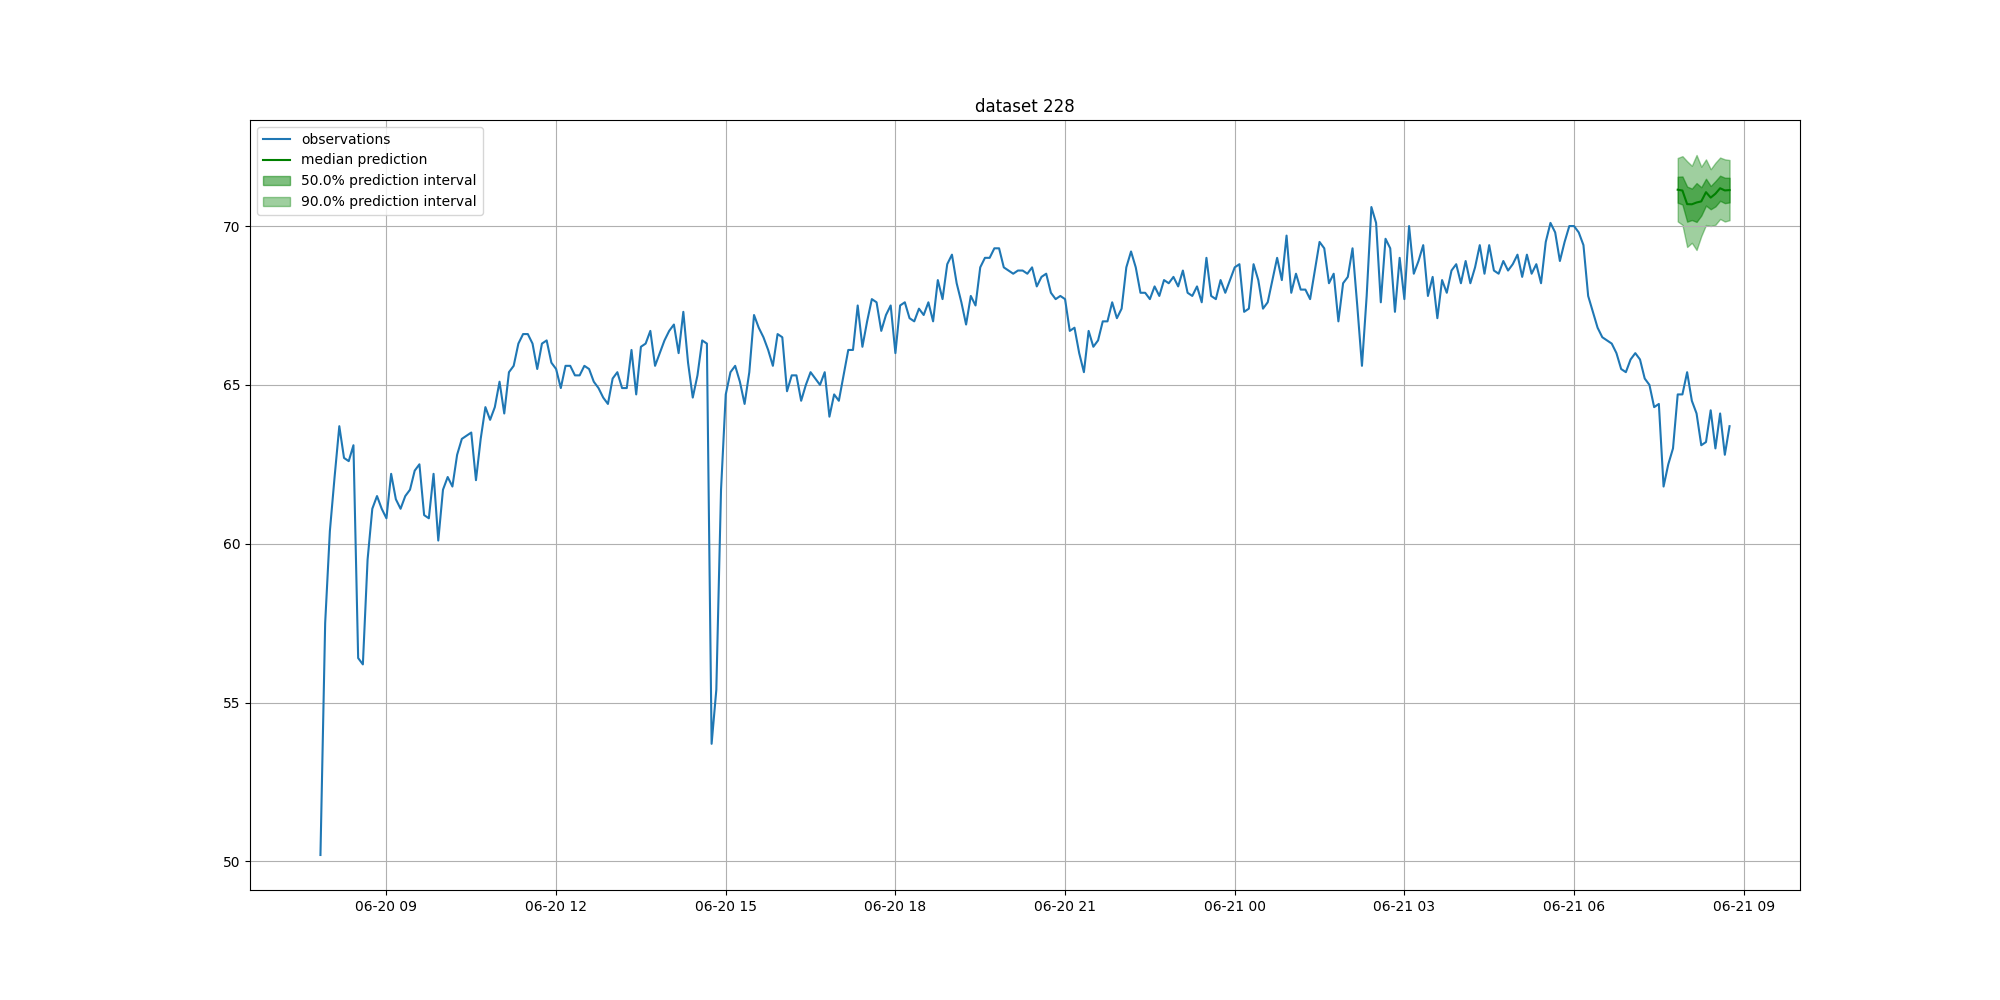 dataset 228
observations
median prediction
50.0% prediction interval
90.0% prediction interval
70
65
60
55
50
06-20 09
06-20 12
06-20 15
06-20 18
06-20 21
06-21 00
06-21 03
06-21 06
06-21 09